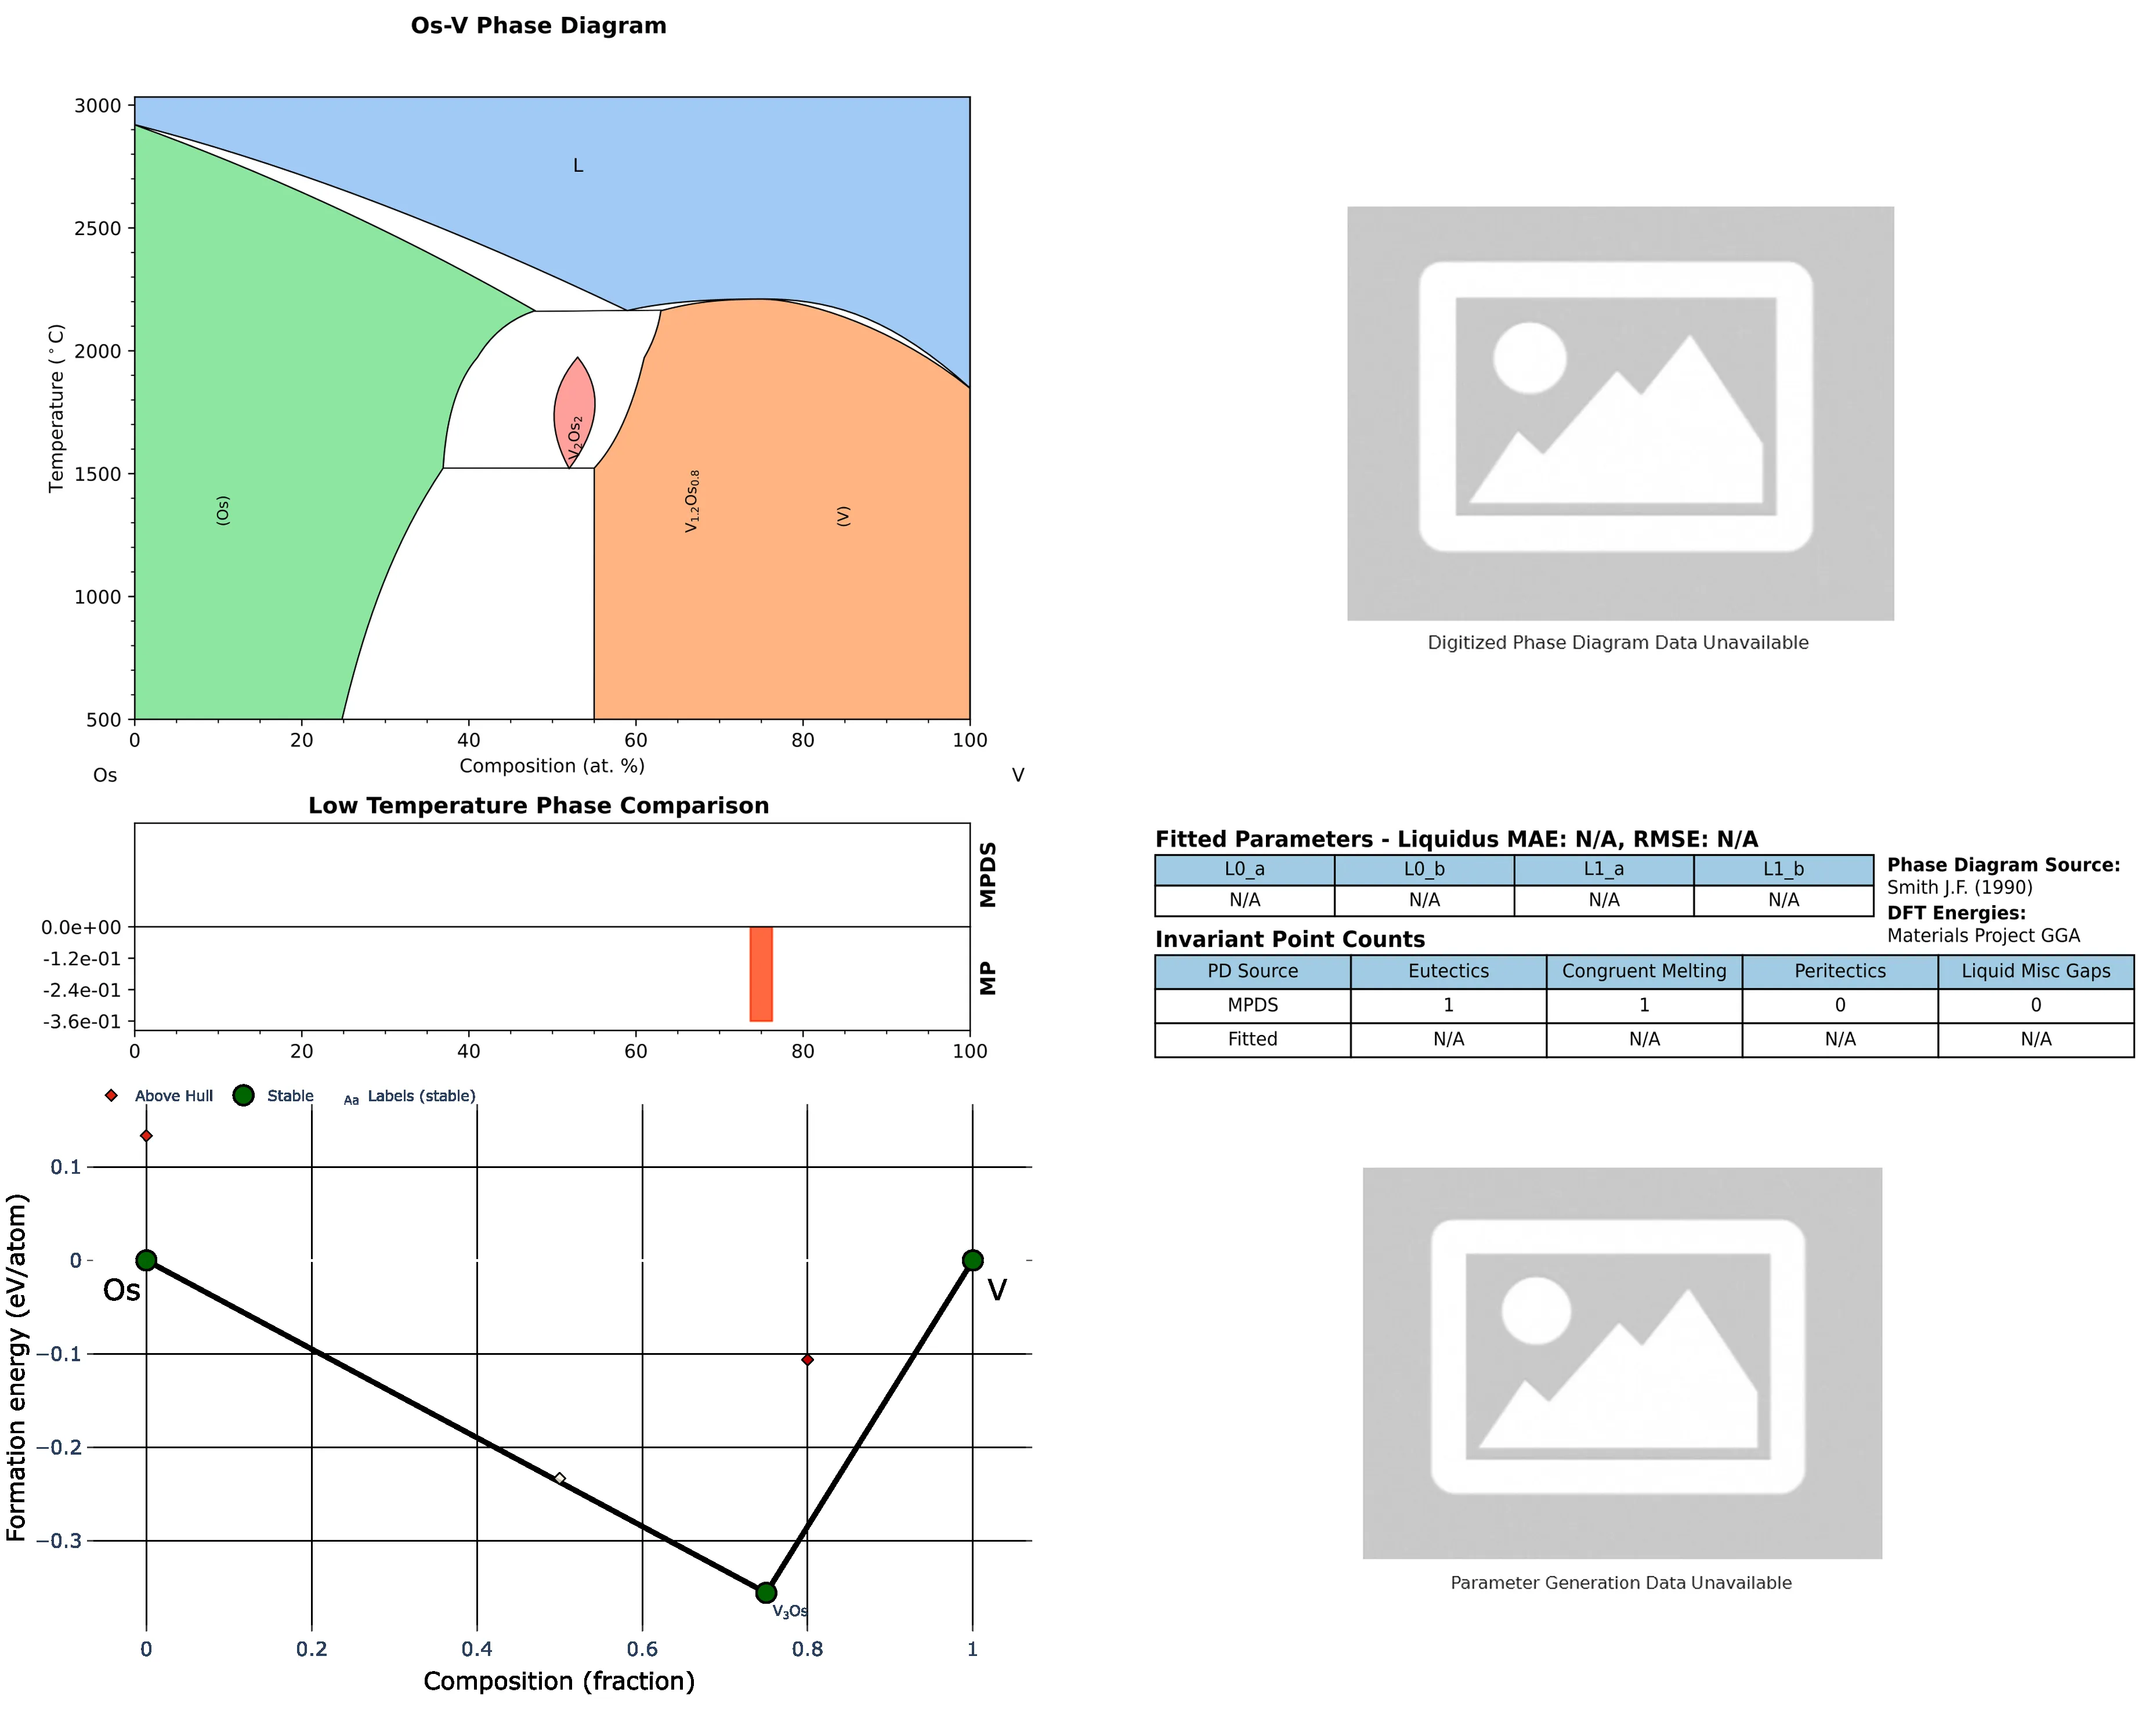 Os-V Phase Diagram
3000
2500
2000
1500
1000
500
Temperature (°C)
L
(Os)
V2Os2
V1.2Os0.8
(V)
0 20 40 60 80 100
Composition (at. %)
Os V
Digitized Phase Diagram Data Unavailable
Low Temperature Phase Comparison
MPDS
MP
0.0e+00
-1.2e-01
-2.4e-01
-3.6e-01
0 20 40 60 80 100
Fitted Parameters - Liquidus MAE: N/A, RMSE: N/A
L0_a L0_b L1_a L1_b
N/A N/A N/A N/A
Phase Diagram Source:
Smith J.F. (1990)
DFT Energies:
Materials Project GGA
Invariant Point Counts
PD Source Eutectics Congruent Melting Peritectics Liquid Misc Gaps
MPDS 1 1 0 0
Fitted N/A N/A N/A N/A
Above Hull Stable Aa Labels (stable)
0.1
0
−0.1
−0.2
−0.3
Formation energy (eV/atom)
Os
V
V3Os
0 0.2 0.4 0.6 0.8 1
Composition (fraction)
Parameter Generation Data Unavailable